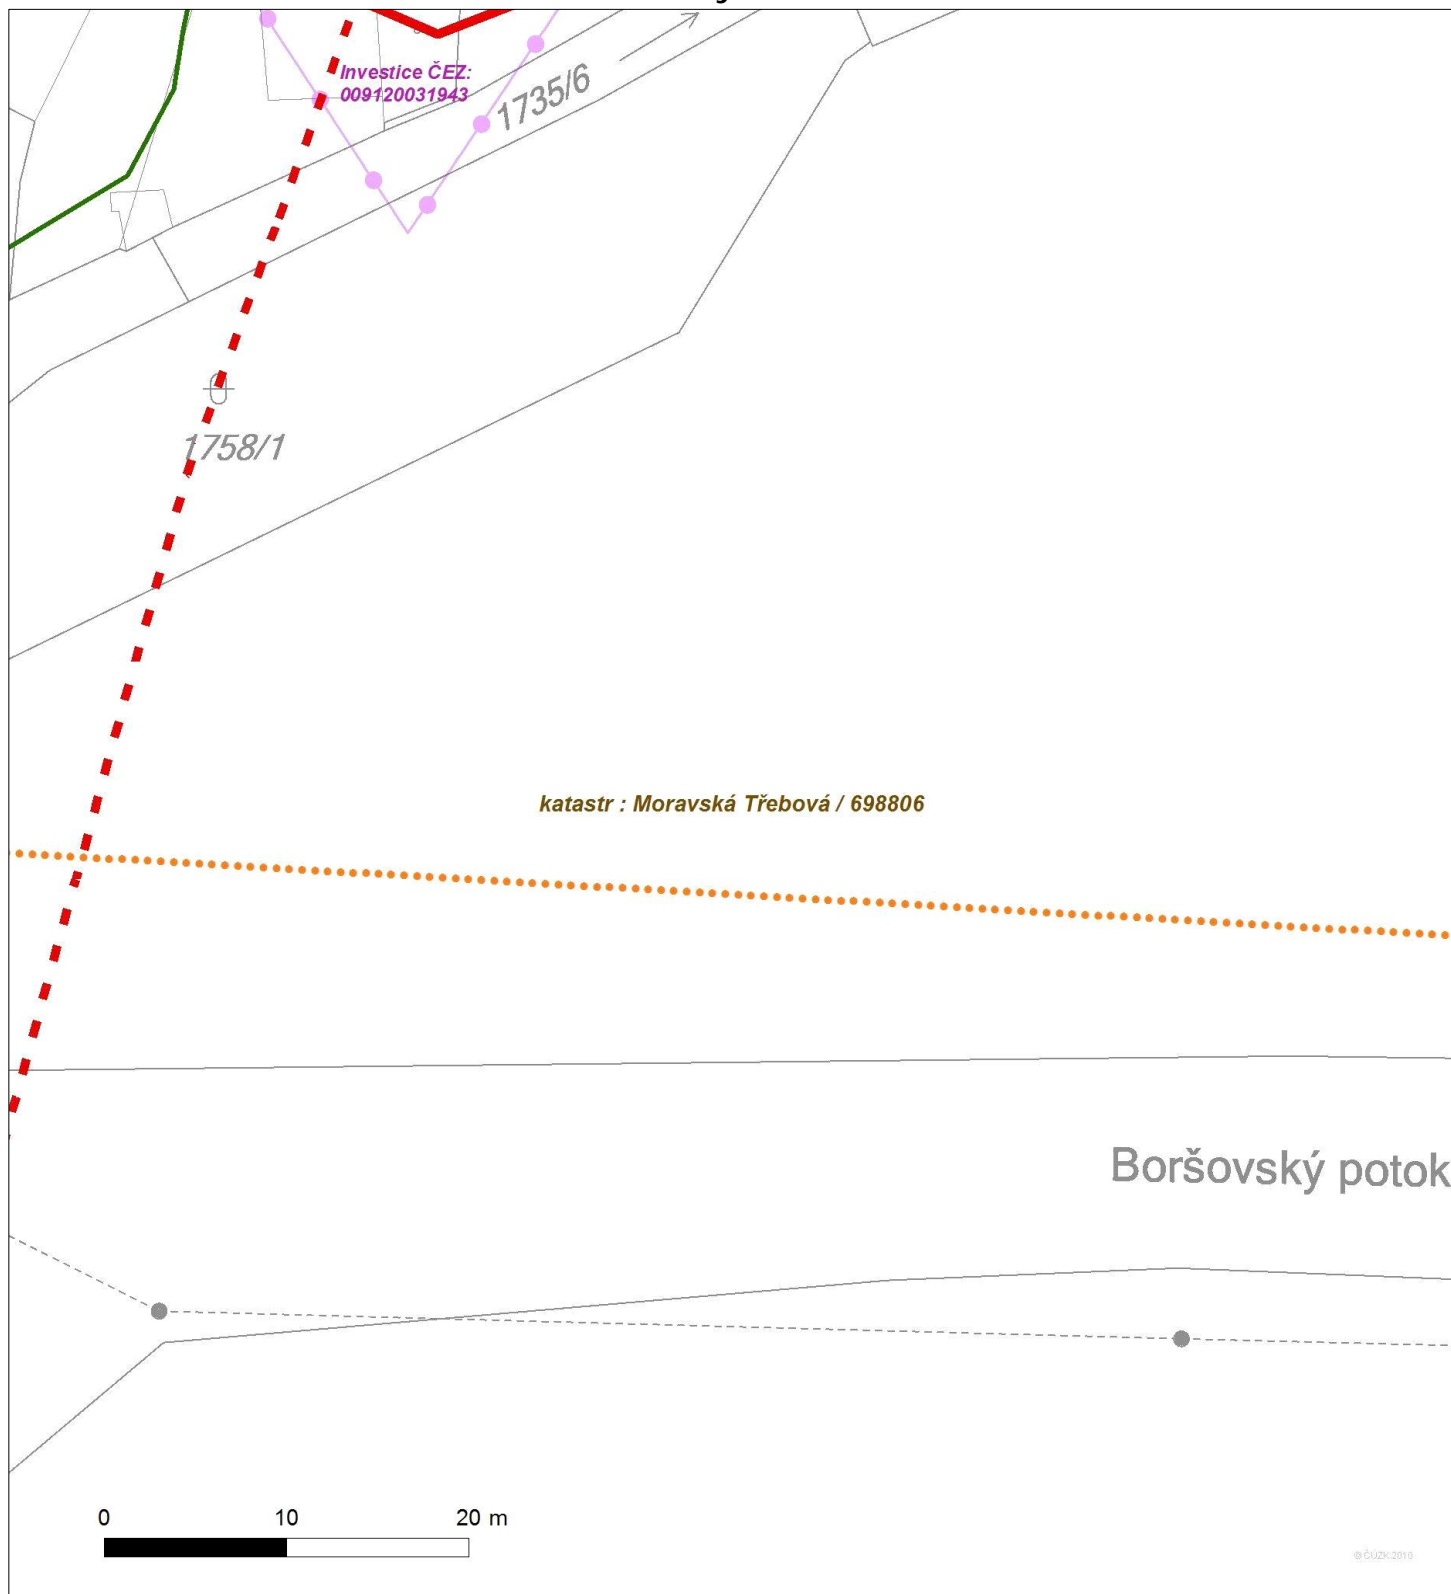 Investice ČEZ:
009120031943
1735/6
1758/1
katastr : Moravská Třebová / 698806
Boršovský potok
0 10 20 m